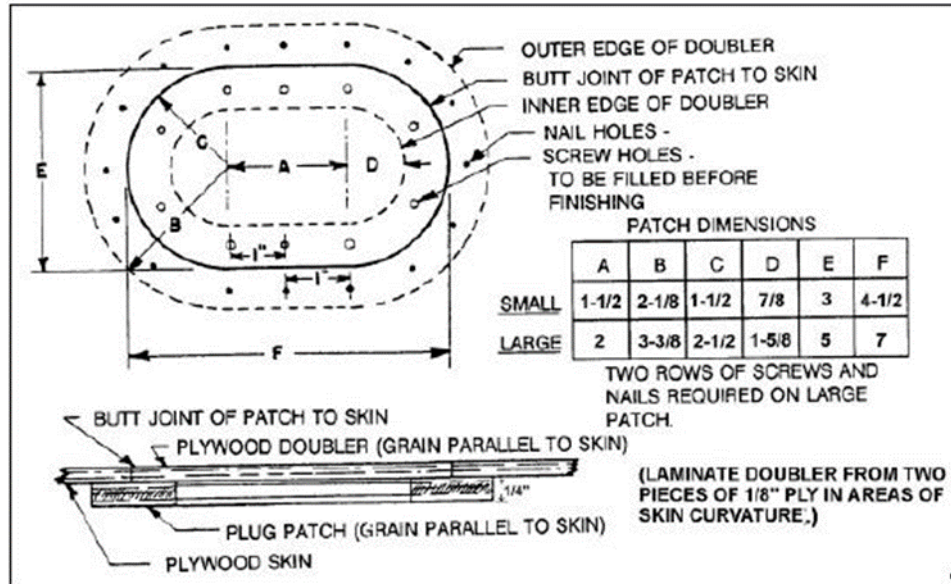 OUTER EDGE OF DOUBLER
BUTT JOINT OF PATCH TO SKIN
INNER EDGE OF DOUBLER
NAIL HOLES -
SCREW HOLES -
TO BE FILLED BEFORE
FINISHING
E
C
A
D
B
1"
1"
F
PATCH DIMENSIONS
A B C D E F
SMALL 1-1/2 2-1/8 1-1/2 7/8 3 4-1/2
LARGE 2 3-3/8 2-1/2 1-5/8 5 7
TWO ROWS OF SCREWS AND
NAILS REQUIRED ON LARGE
PATCH.
BUTT JOINT OF PATCH TO SKIN
PLYWOOD DOUBLER (GRAIN PARALLEL TO SKIN)
1/4"
PLUG PATCH (GRAIN PARALLEL TO SKIN)
PLYWOOD SKIN
(LAMINATE DOUBLER FROM TWO
PIECES OF 1/8" PLY IN AREAS OF
SKIN CURVATURE.)